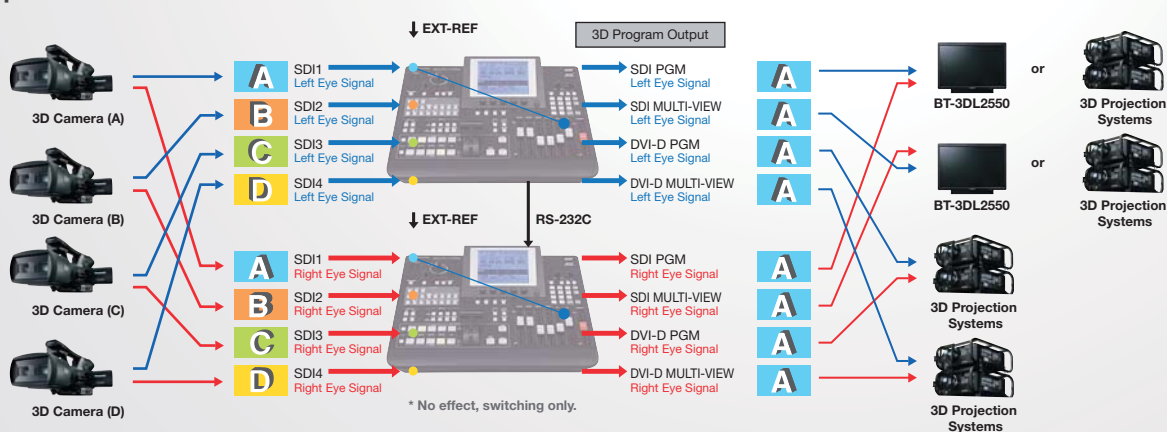 EXT-REF
3D Program Output
3D Camera (A)
3D Camera (B)
3D Camera (C)
3D Camera (D)
A
SDI1
Left Eye Signal
B
SDI2
Left Eye Signal
C
SDI3
Left Eye Signal
D
SDI4
Left Eye Signal
SDI PGM
Left Eye Signal
A
SDI MULTI-VIEW
Left Eye Signal
A
DVI-D PGM
Left Eye Signal
A
DVI-D MULTI-VIEW
Left Eye Signal
A
EXT-REF
RS-232C
A
SDI1
Right Eye Signal
B
SDI2
Right Eye Signal
C
SDI3
Right Eye Signal
D
SDI4
Right Eye Signal
SDI PGM
Right Eye Signal
A
SDI MULTI-VIEW
Right Eye Signal
A
DVI-D PGM
Right Eye Signal
A
DVI-D MULTI-VIEW
Right Eye Signal
A
* No effect, switching only.
BT-3DL2550
or
3D Projection
Systems
BT-3DL2550
or
3D Projection
Systems
3D Projection
Systems
3D Projection
Systems